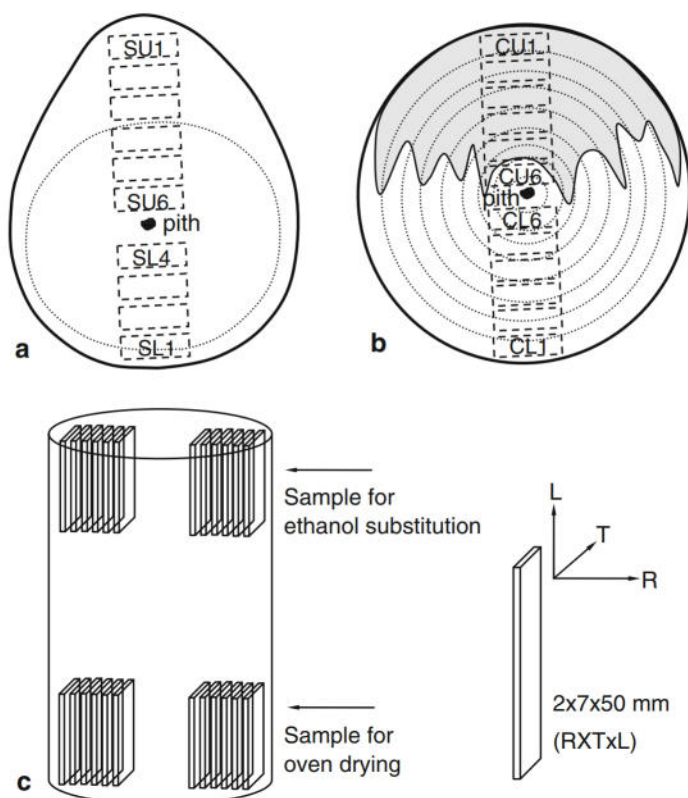 SU1
SU6
pith
SL4
SL1
a
CU1
CU6
pith
CL6
CL1
b
Sample for
ethanol substitution
Sample for
oven drying
c
L
T
R
2x7x50 mm
(RXTxL)